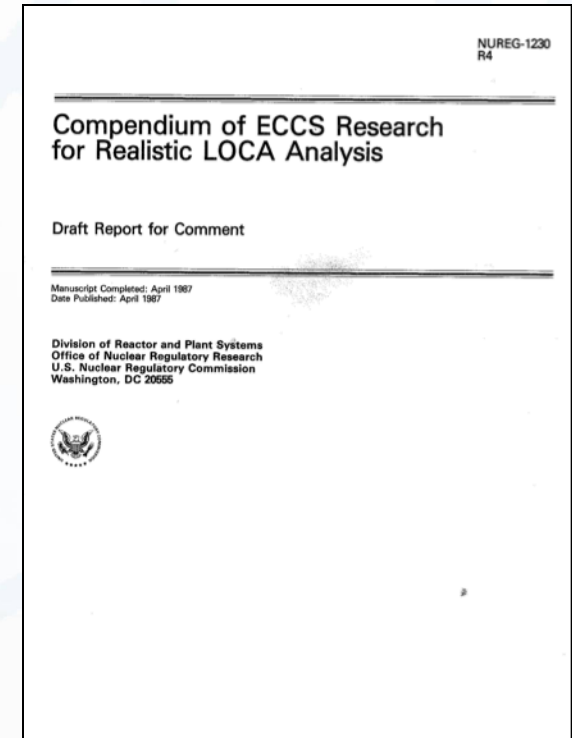 NUREG-1230
R4
Compendium of ECCS Research
for Realistic LOCA Analysis
Draft Report for Comment
Manuscript Completed: April 1987
Date Published: April 1987
Division of Reactor and Plant Systems
Office of Nuclear Regulatory Research
U.S. Nuclear Regulatory Commission
Washington, DC 20555